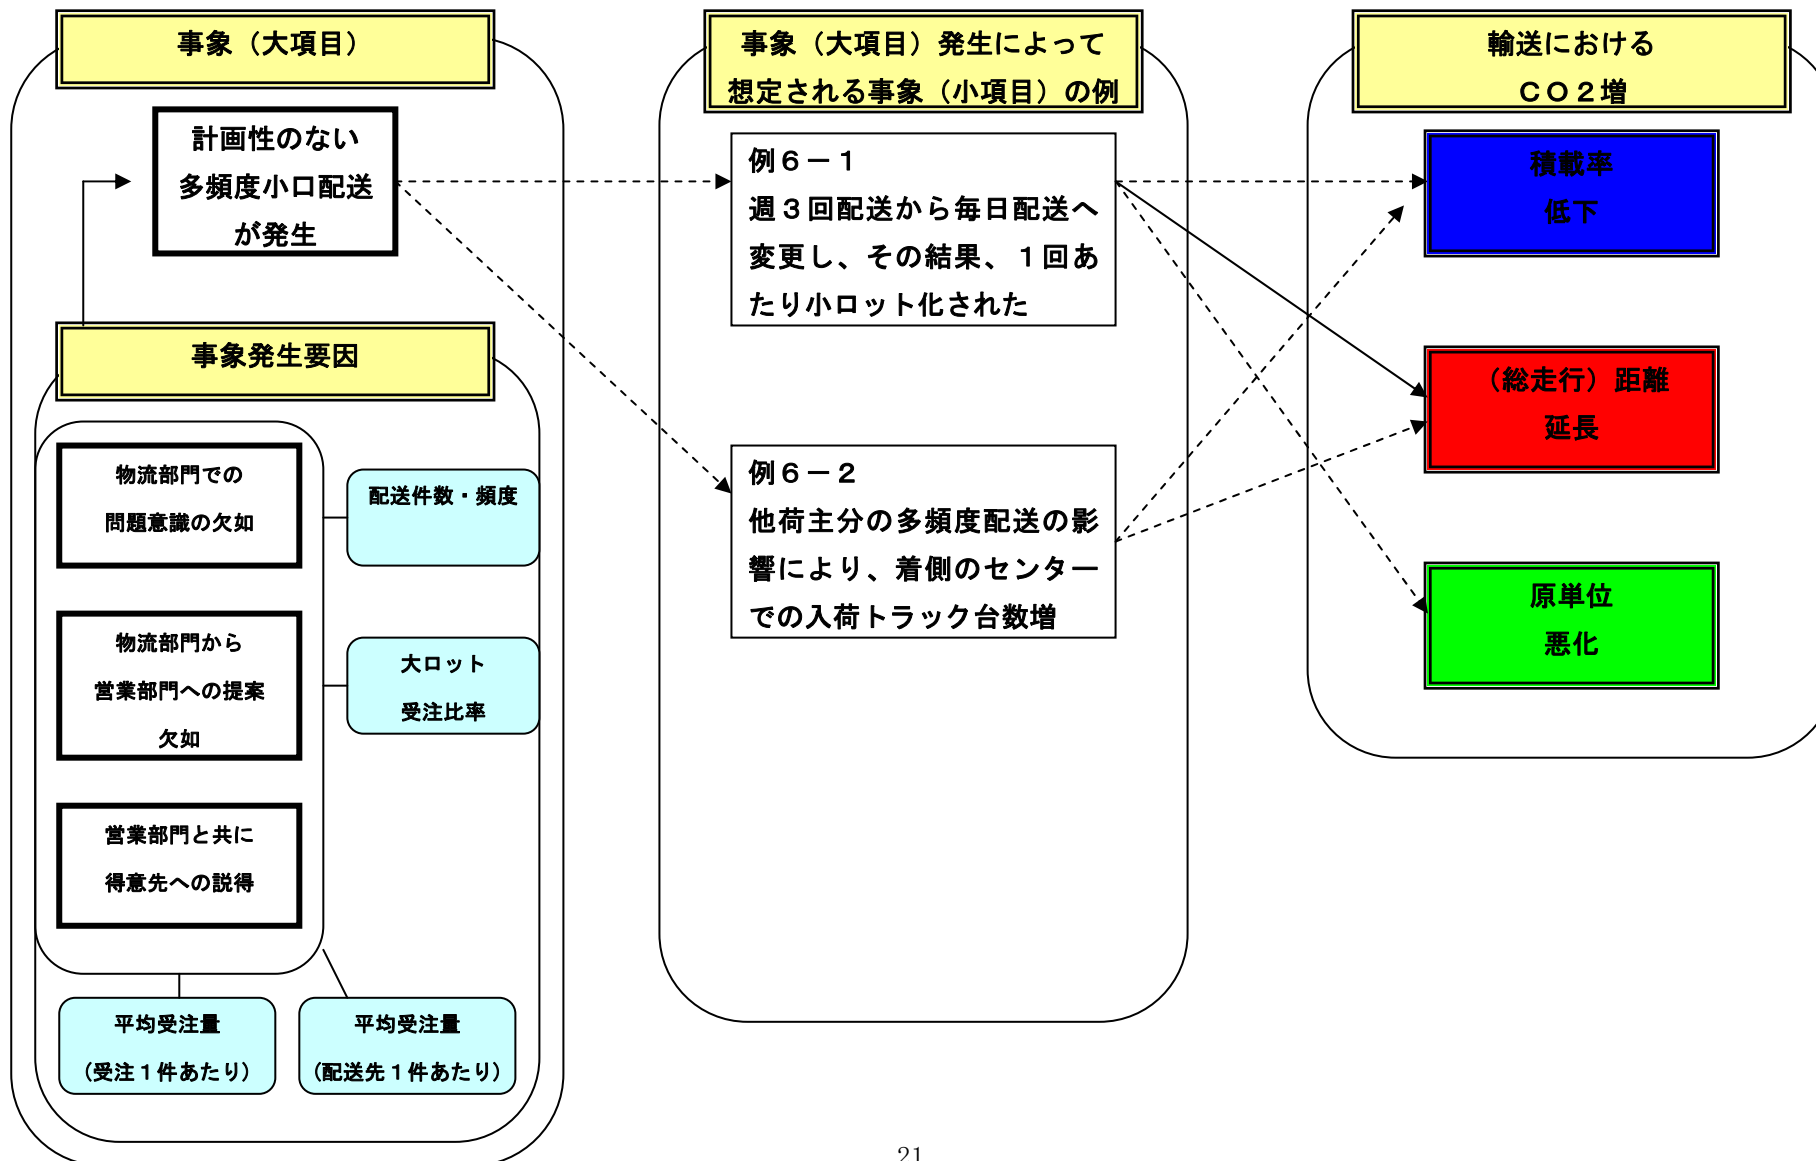 事象（大項目）
計画性のない
多頻度小口配送
が発生
事象発生要因
物流部門での
問題意識の欠如
配送件数・頻度
物流部門から
営業部門への提案
欠如
大ロット
受注比率
営業部門と共に
得意先への説得
平均受注量
(受注１件あたり)
平均受注量
(配送先１件あたり)
事象（大項目）発生によって
想定される事象（小項目）の例
例６－１
週３回配送から毎日配送へ
変更し、その結果、１回あ
たり小ロット化された
例６－２
他荷主分の多頻度配送の影
響により、着側のセンター
での入荷トラック台数増
輸送における
ＣＯ２増
積載率
低下
（総走行）距離
延長
原単位
悪化
21